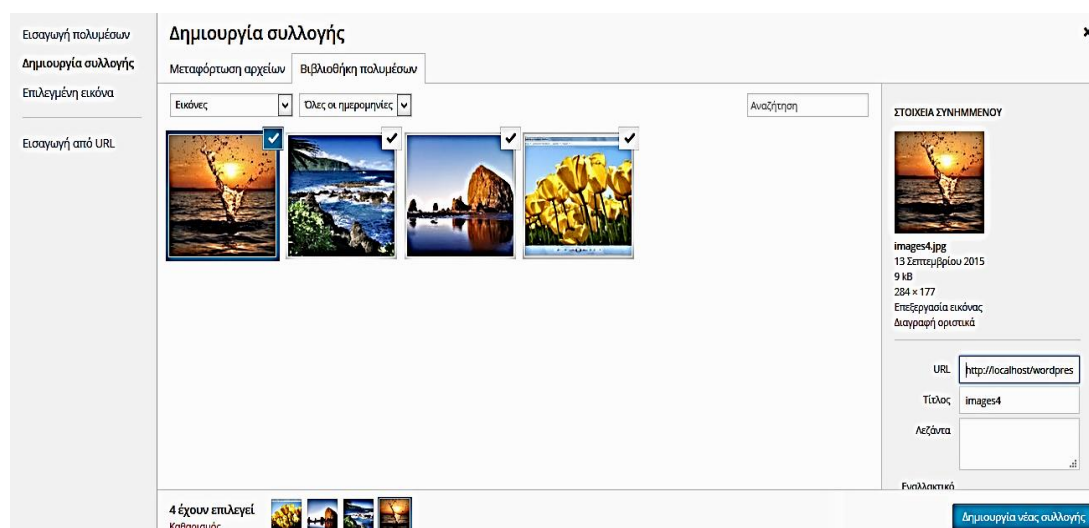 Εισαγωγή πολυμέσων
Δημιουργία συλλογής
Επιλεγμένη εικόνα
Εισαγωγή από URL
Δημιουργία συλλογής
Μεταφόρτωση αρχείων Βιβλιοθήκη πολυμέσων
Εικόνες Όλες οι ημερομηνίες Αναζήτηση
ΣΤΟΙΧΕΙΑ ΣΥΝΗΜΜΕΝΟΥ
images4.jpg
13 Σεπτεμβρίου 2015
9 kB
284 × 177
Επεξεργασία εικόνας
Διαγραφή οριστικά
URL http://localhost/wordpres
Τίτλος images4
Λεζάντα
Εναλλακτικό
4 έχουν επιλεγεί
Καθαρισμός
Δημιουργία νέας συλλογής